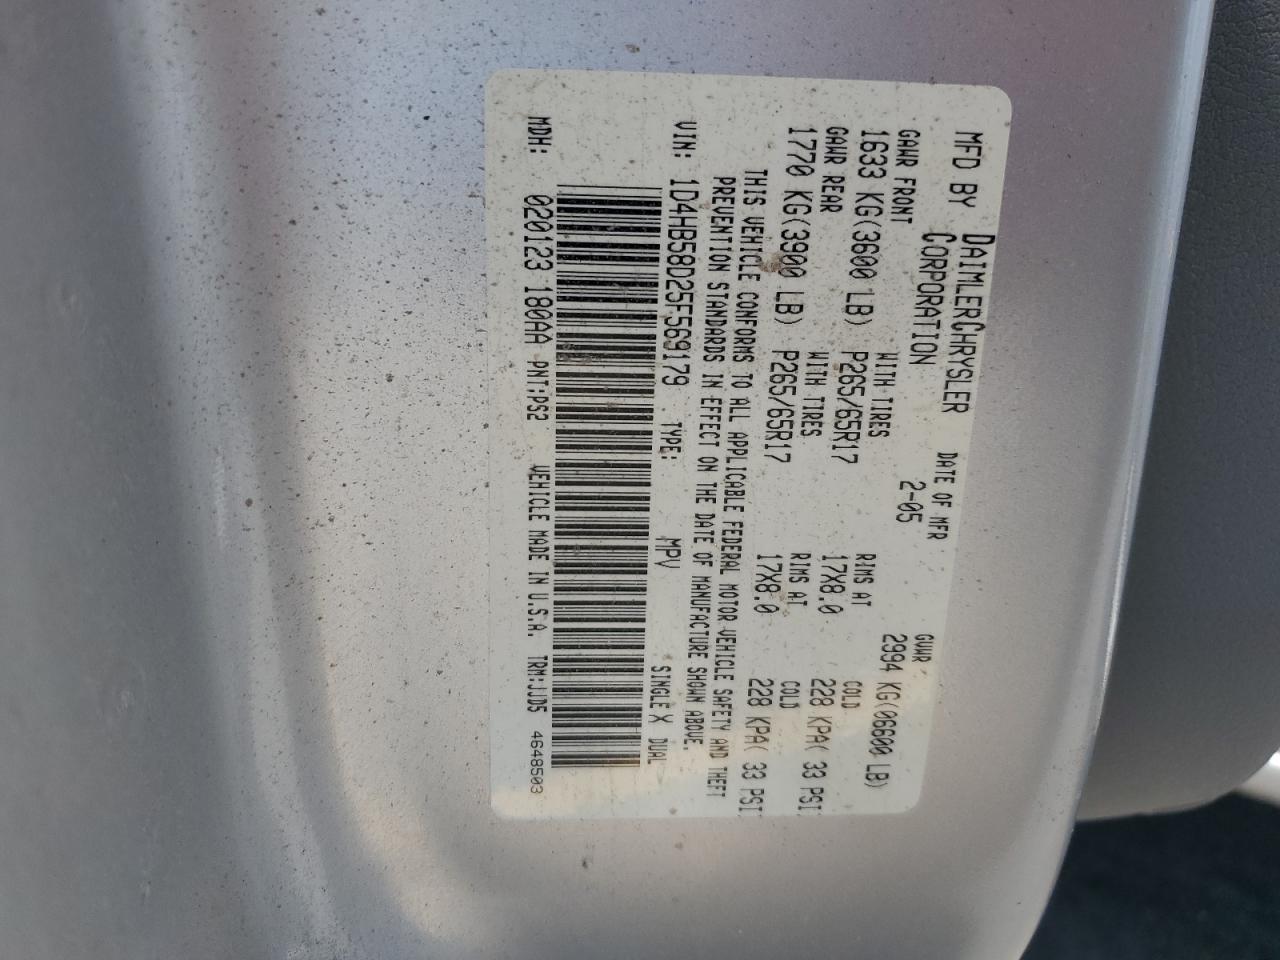 MFD BY DAIMLERCHRYSLER CORPORATION
DATE OF MFR 2-05
GVWR 2994 KG(06600 LB)
GAWR FRONT WITH TIRES RIMS AT COLD
1633 KG(3600 LB) P265/65R17 17X8.0 228 KPA( 33 PSI
GAWR REAR WITH TIRES RIMS AT COLD
1770 KG(3900 LB) P265/65R17 17X8.0 228 KPA( 33 PSI
THIS VEHICLE CONFORMS TO ALL APPLICABLE FEDERAL MOTOR VEHICLE SAFETY AND THEFT
PREVENTION STANDARDS IN EFFECT ON THE DATE OF MANUFACTURE SHOWN ABOVE.
VIN: 1D4HB58D25F569179 TYPE: MPV SINGLE X DUAL
MDH: 020123 180AA PNT:PS2 VEHICLE MADE IN U.S.A. TRM:JJD5 4648503